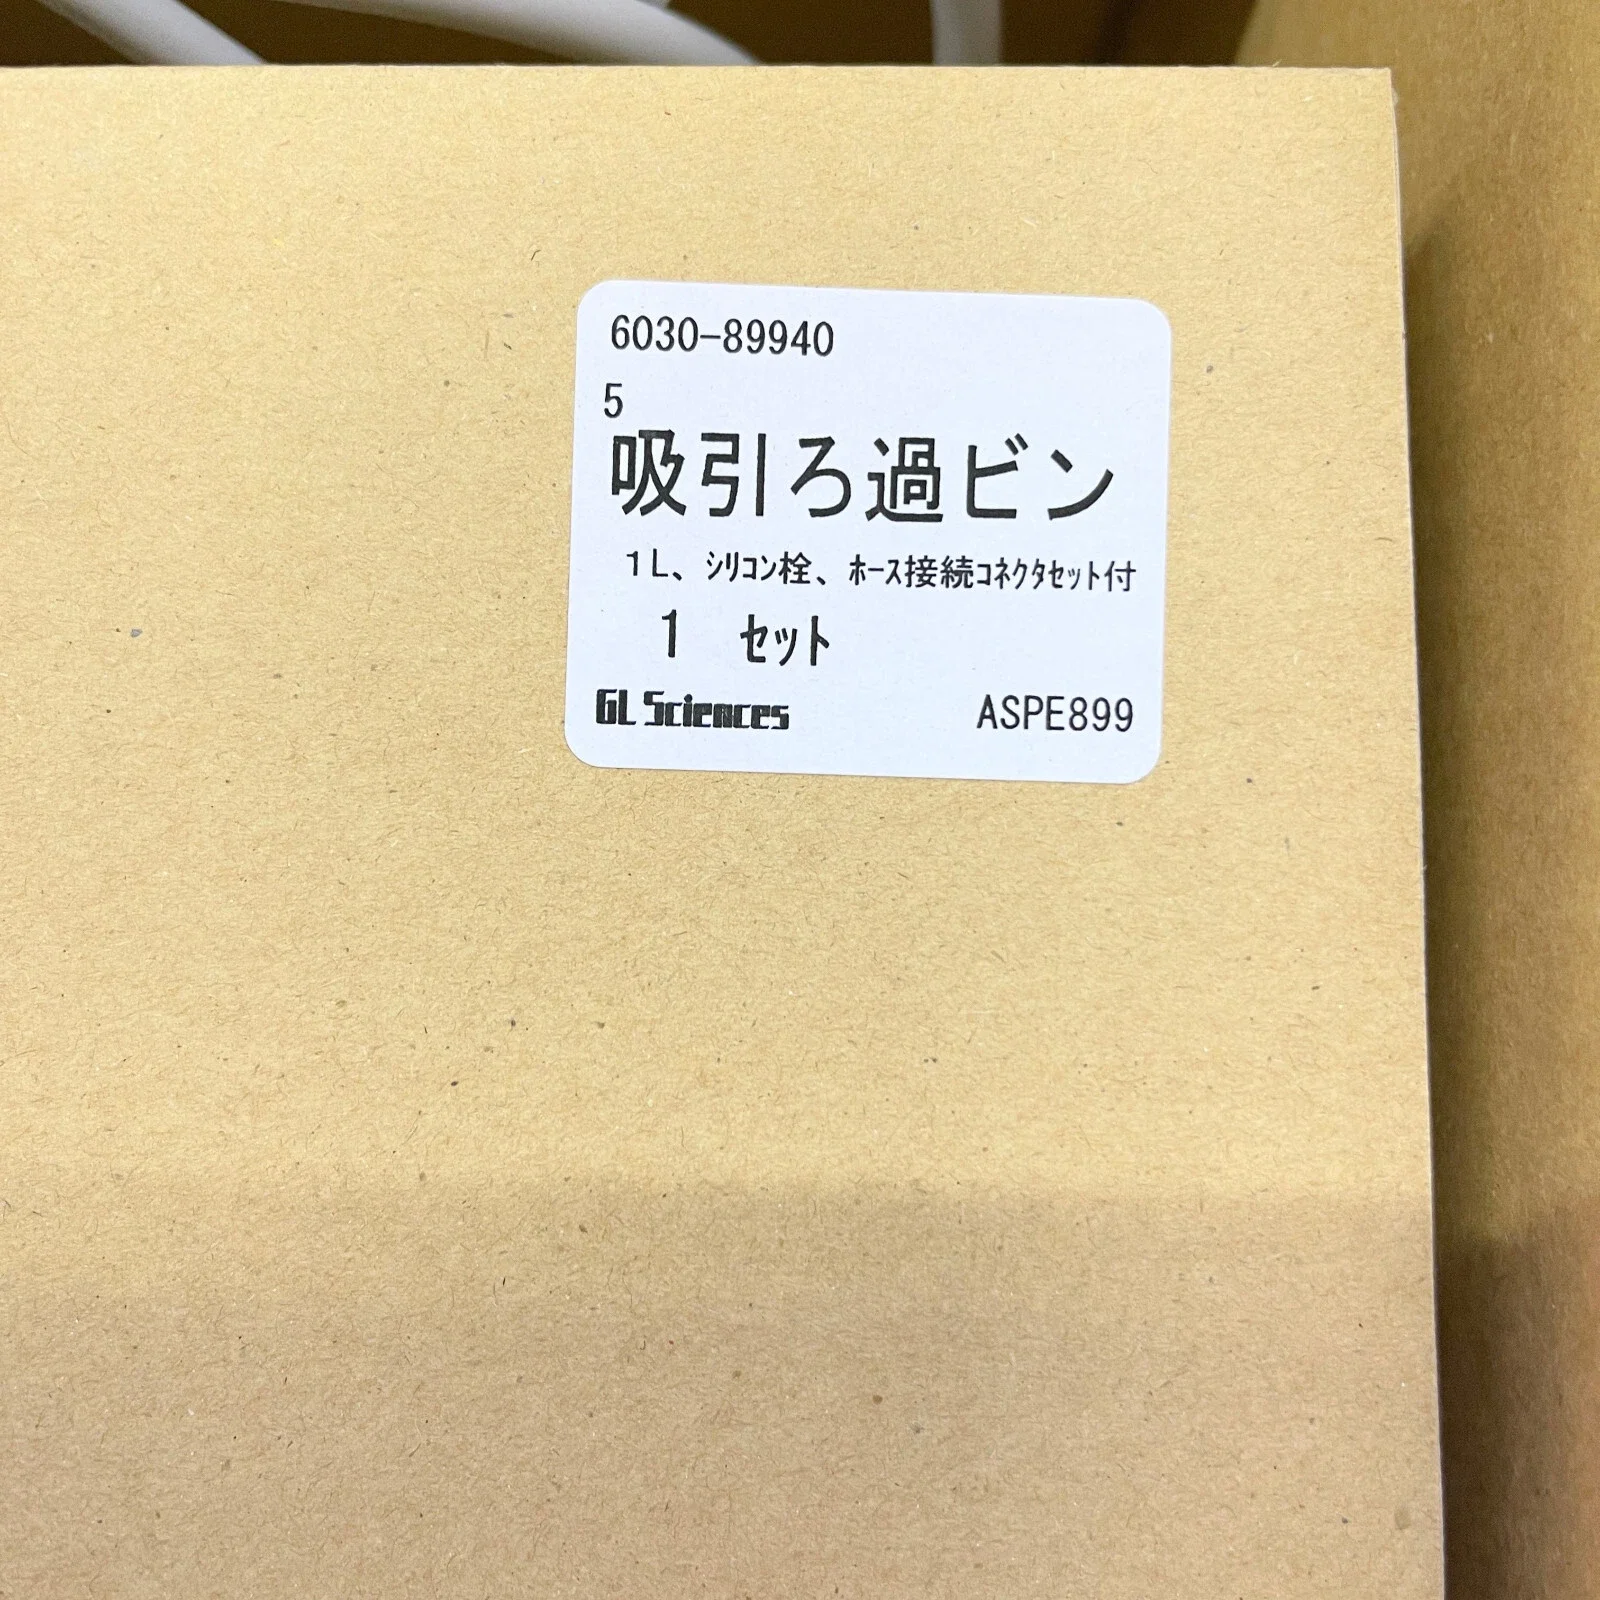 6030-89940
5
吸引ろ過ビン
1L、ｼﾘｺﾝ栓、ﾎｰｽ接続ｺﾈｸﾀｾｯﾄ付
1 セット
GL Sciences ASPE899